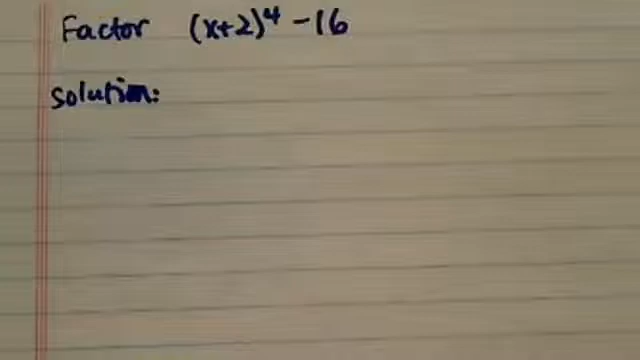 Factor (x+2)⁴ -16
Solution: